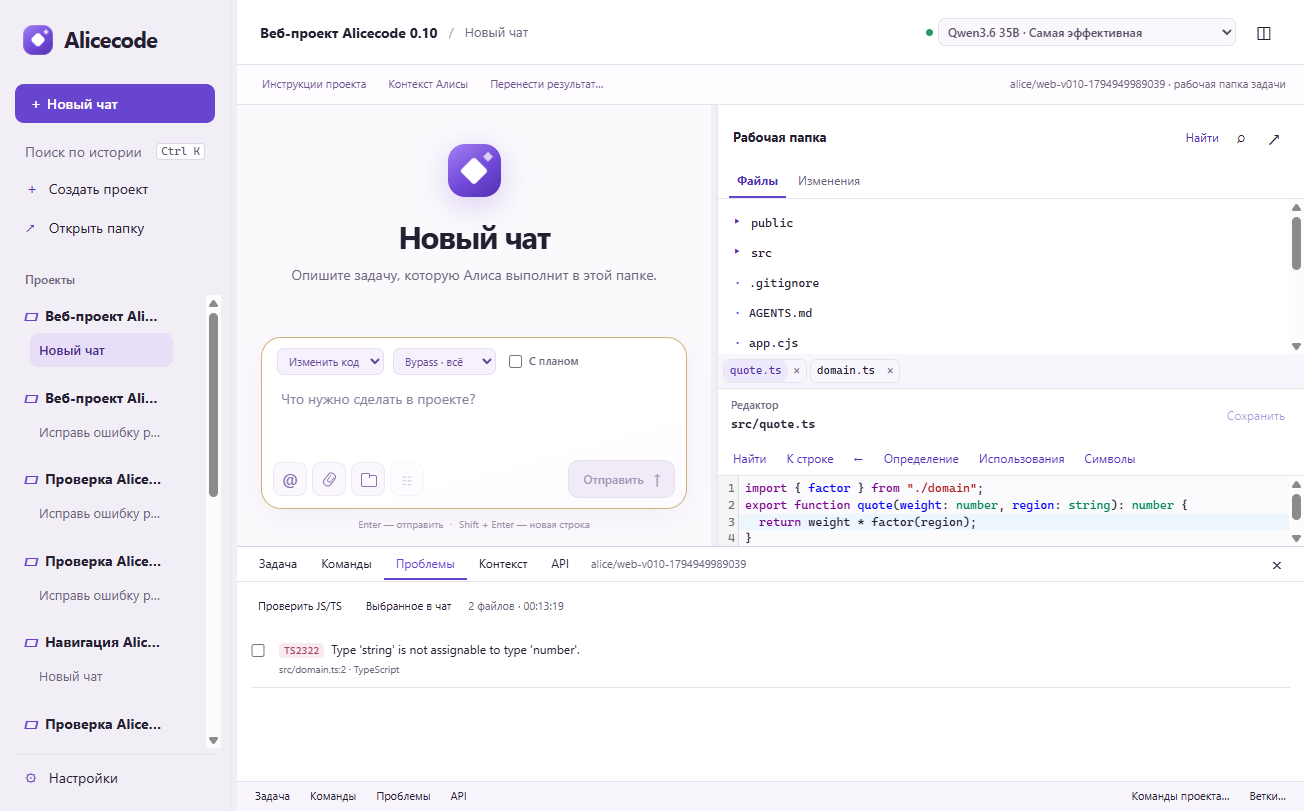 Alicecode
+ Новый чат
Поиск по истории Ctrl K
+ Создать проект
↗ Открыть папку
Проекты
Веб-проект Ali...
Новый чат
Веб-проект Ali...
Исправь ошибку р...
Проверка Alice...
Исправь ошибку р...
Проверка Alice...
Исправь ошибку р...
Навигация Alic...
Новый чат
Проверка Alice...
Настройки
Веб-проект Alicecode 0.10 / Новый чат
Qwen3.6 35B · Самая эффективная
Инструкции проекта Контекст Алисы Перенести результат...
alice/web-v010-1794949989039 · рабочая папка задачи
Новый чат
Опишите задачу, которую Алиса выполнит в этой папке.
Изменить код Bypass · всё С планом
Что нужно сделать в проекте?
@ Отправить ↑
Enter — отправить · Shift + Enter — новая строка
Рабочая папка Найти
Файлы Изменения
public
src
· .gitignore
· AGENTS.md
· app.cjs
quote.ts × domain.ts ×
Редактор
src/quote.ts
Сохранить
Найти К строке ← Определение Использования Символы
1 import { factor } from "./domain";
2 export function quote(weight: number, region: string): number {
3 return weight * factor(region);
4 }
Задача Команды Проблемы Контекст API alice/web-v010-1794949989039 ×
Проверить JS/TS Выбранное в чат 2 файлов · 00:13:19
TS2322 Type 'string' is not assignable to type 'number'.
src/domain.ts:2 · TypeScript
Задача Команды Проблемы API
Команды проекта... Ветки...